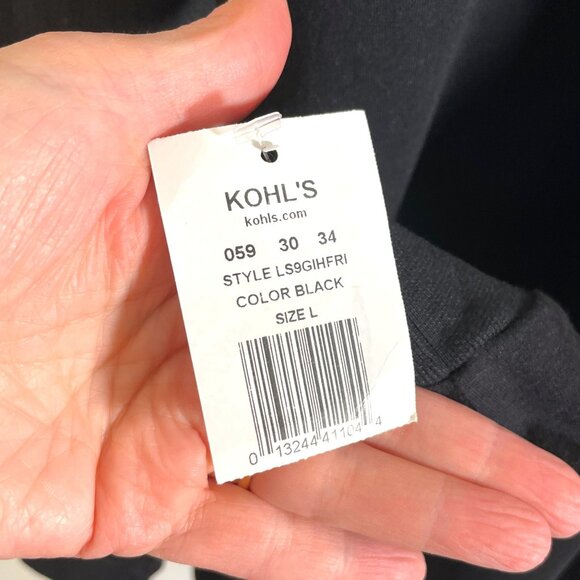 KOHL'S
kohls.com
059 30 34
STYLE LS9GIHFRI
COLOR BLACK
SIZE L
0 13244 41104 4